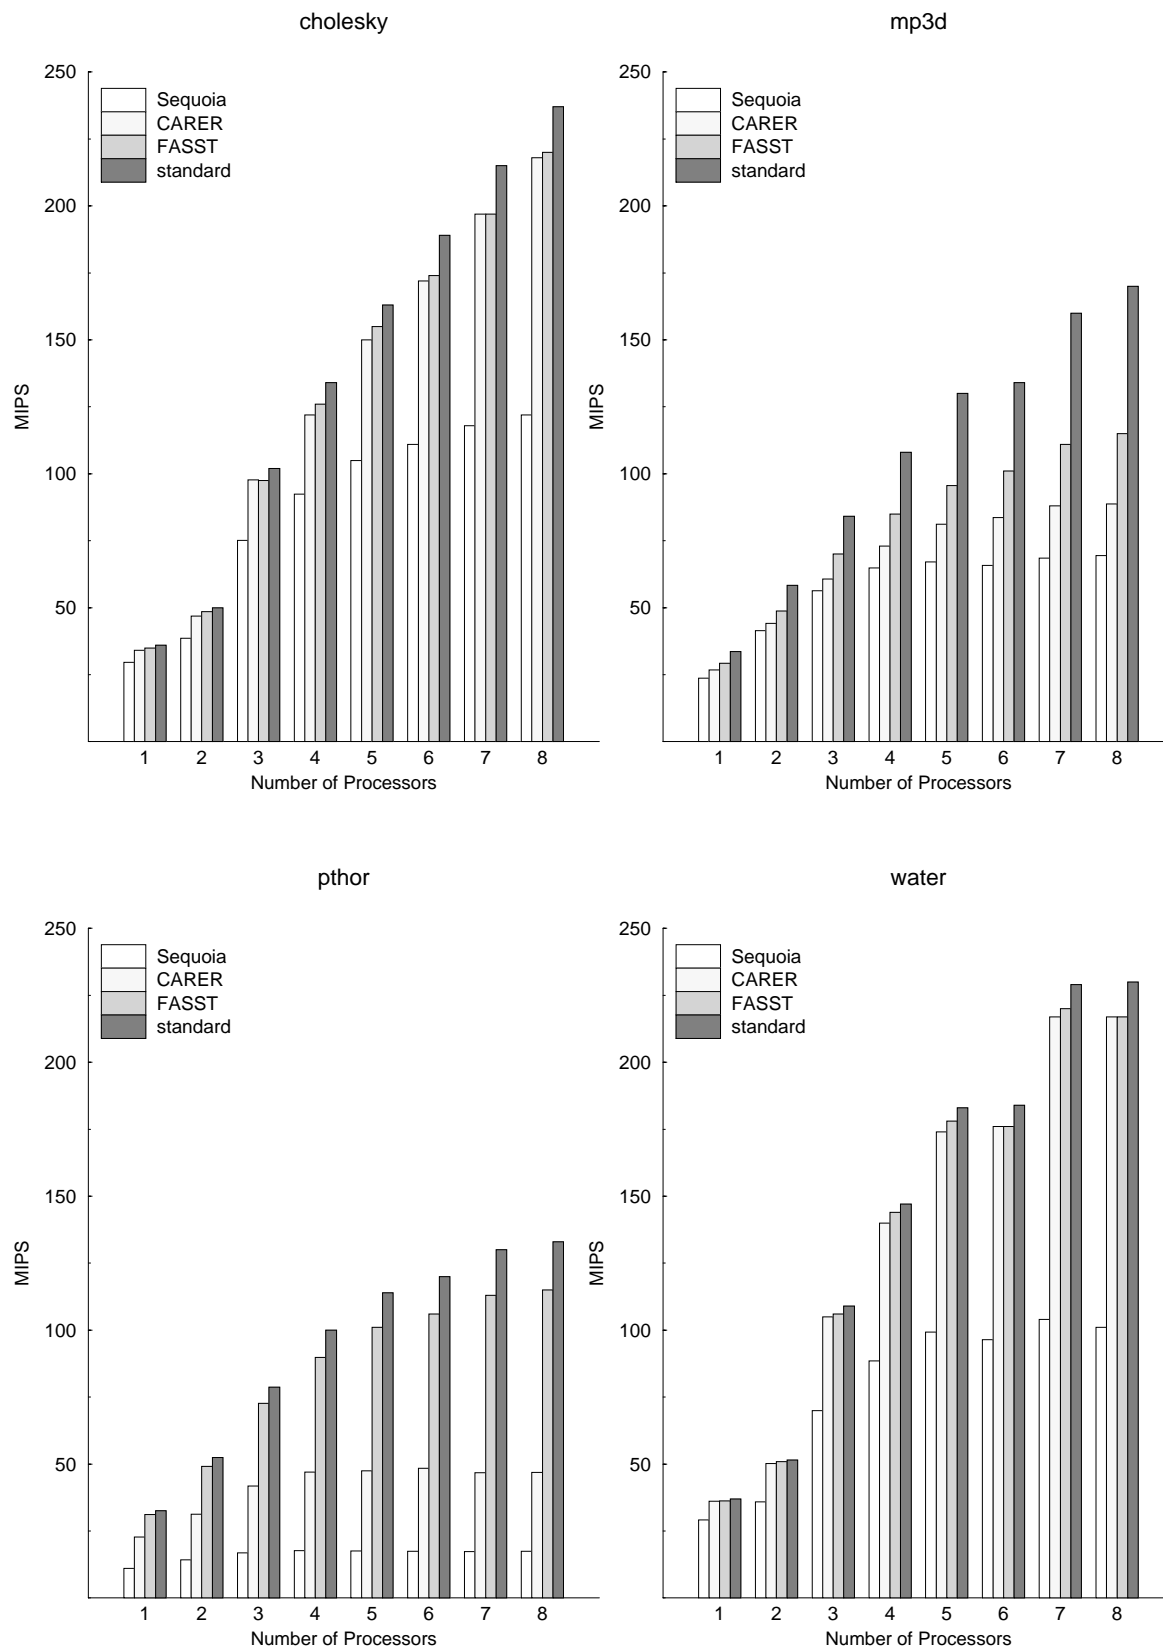 cholesky
250
200
150
100
50
MIPS
Sequoia
CARER
FASST
standard
1 2 3 4 5 6 7 8
Number of Processors
mp3d
250
200
150
100
50
MIPS
Sequoia
CARER
FASST
standard
1 2 3 4 5 6 7 8
Number of Processors
pthor
250
200
150
100
50
MIPS
Sequoia
CARER
FASST
standard
1 2 3 4 5 6 7 8
Number of Processors
water
250
200
150
100
50
MIPS
Sequoia
CARER
FASST
standard
1 2 3 4 5 6 7 8
Number of Processors